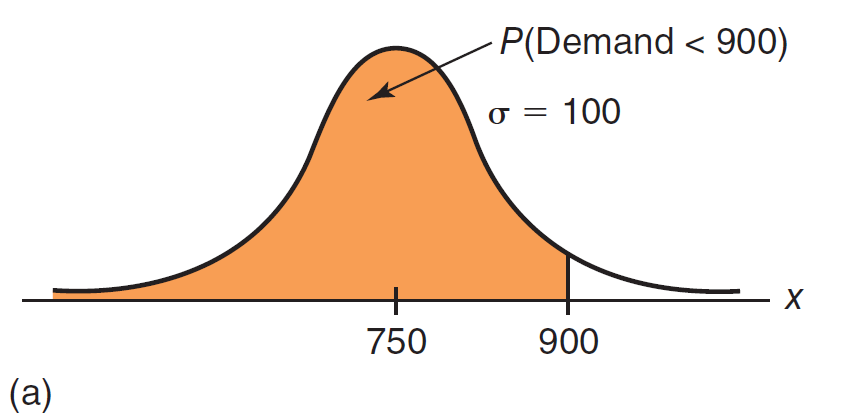 P(Demand < 900)
σ = 100
x
750 900
(a)